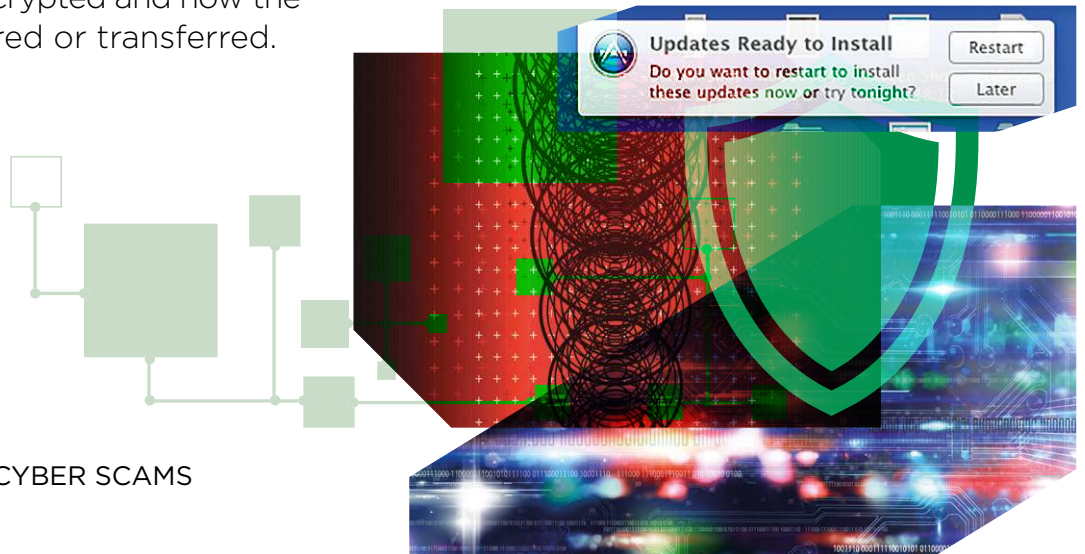 crypted and how the
red or transferred.
Updates Ready to Install
Do you want to restart to install
these updates now or try tonight?
Restart
Later
CYBER SCAMS